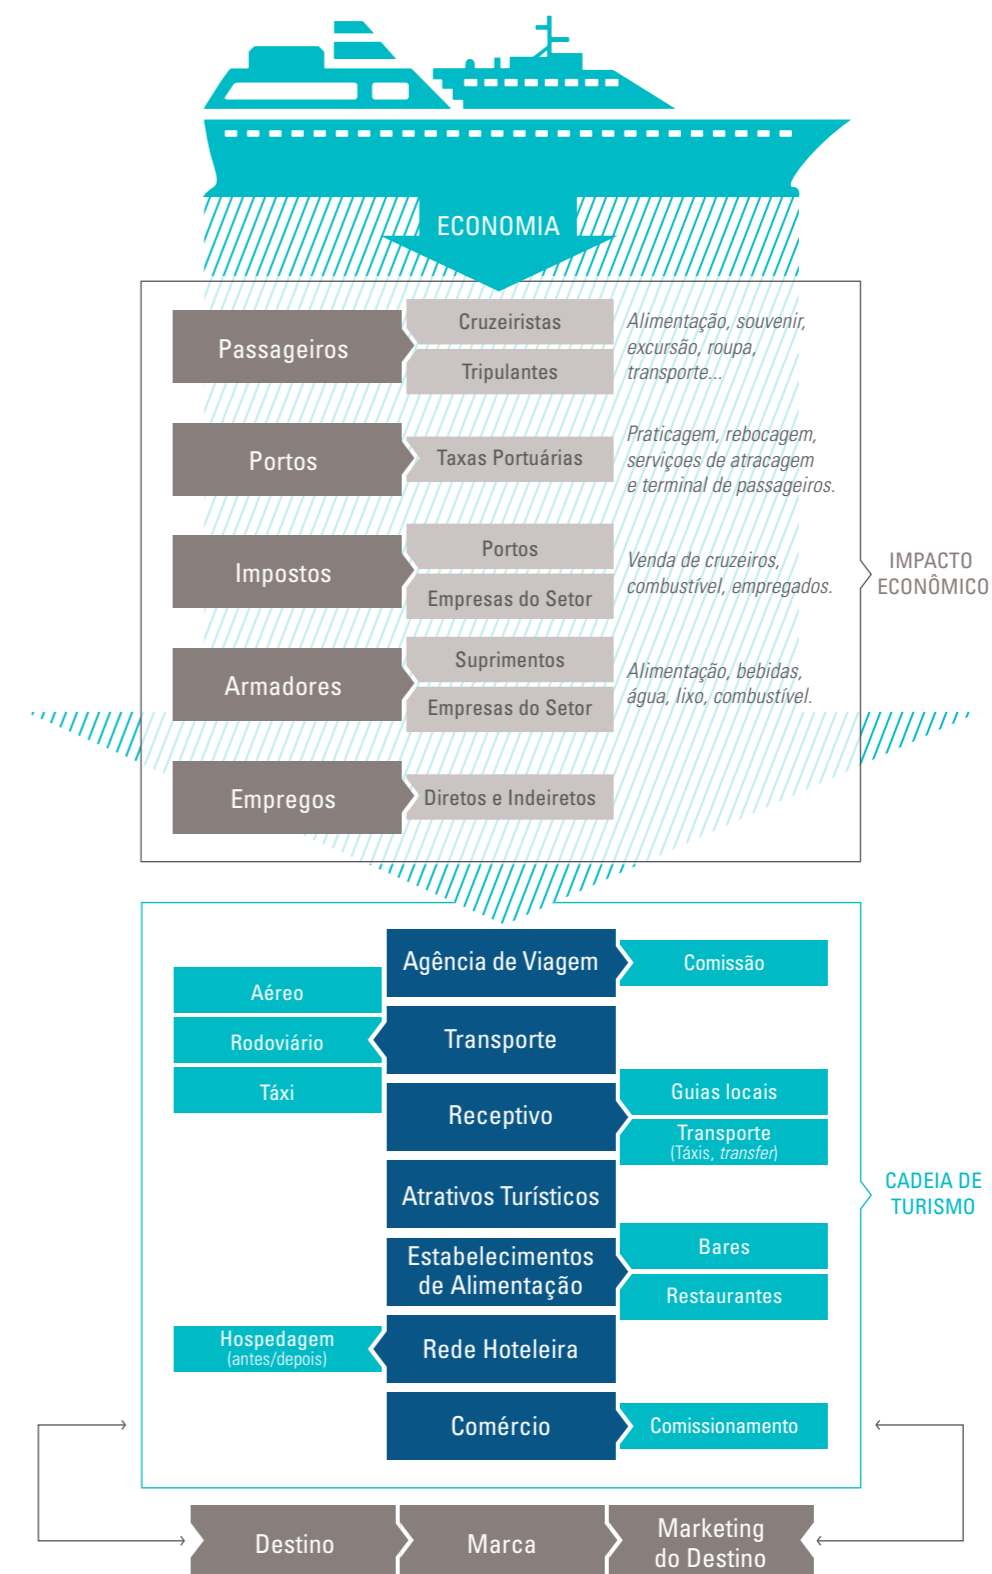 ECONOMIA
Passageiros
Cruzeiristas
Tripulantes
Alimentação, souvenir,
excursão, roupa,
transporte...
Portos
Taxas Portuárias
Praticagem, rebocagem,
serviçoes de atracagem
e terminal de passageiros.
Impostos
Portos
Empresas do Setor
Venda de cruzeiros,
combustível, empregados.
IMPACTO
ECONÔMICO
Armadores
Suprimentos
Empresas do Setor
Alimentação, bebidas,
água, lixo, combustível.
Empregos
Diretos e Indeiretos
Agência de Viagem
Comissão
Aéreo
Rodoviário
Táxi
Transporte
Receptivo
Guias locais
Transporte
(Táxis, transfer)
Atrativos Turísticos
CADEIA DE
TURISMO
Estabelecimentos
de Alimentação
Bares
Restaurantes
Hospedagem
(antes/depois)
Rede Hoteleira
Comércio
Comissionamento
Destino
Marca
Marketing
do Destino